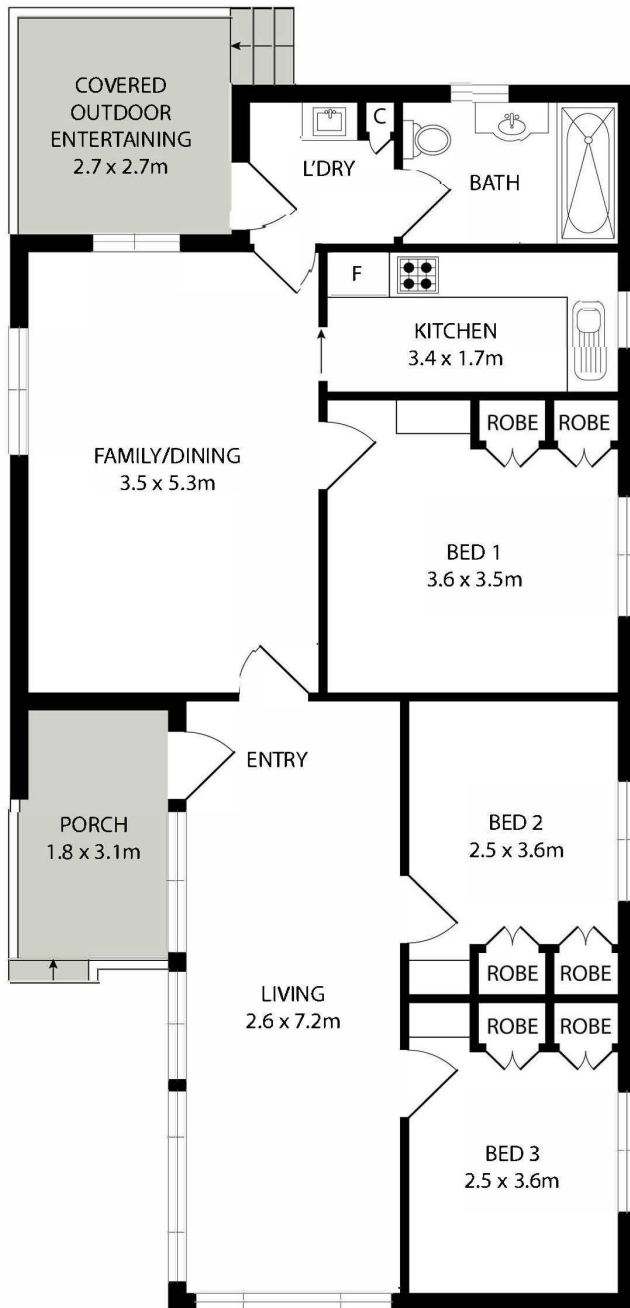 COVERED
OUTDOOR
ENTERTAINING
2.7 x 2.7m
C
L'DRY
BATH
F
KITCHEN
3.4 x 1.7m
ROBE
ROBE
FAMILY/DINING
3.5 x 5.3m
BED 1
3.6 x 3.5m
ENTRY
PORCH
1.8 x 3.1m
BED 2
2.5 x 3.6m
ROBE
ROBE
LIVING
2.6 x 7.2m
ROBE
ROBE
BED 3
2.5 x 3.6m